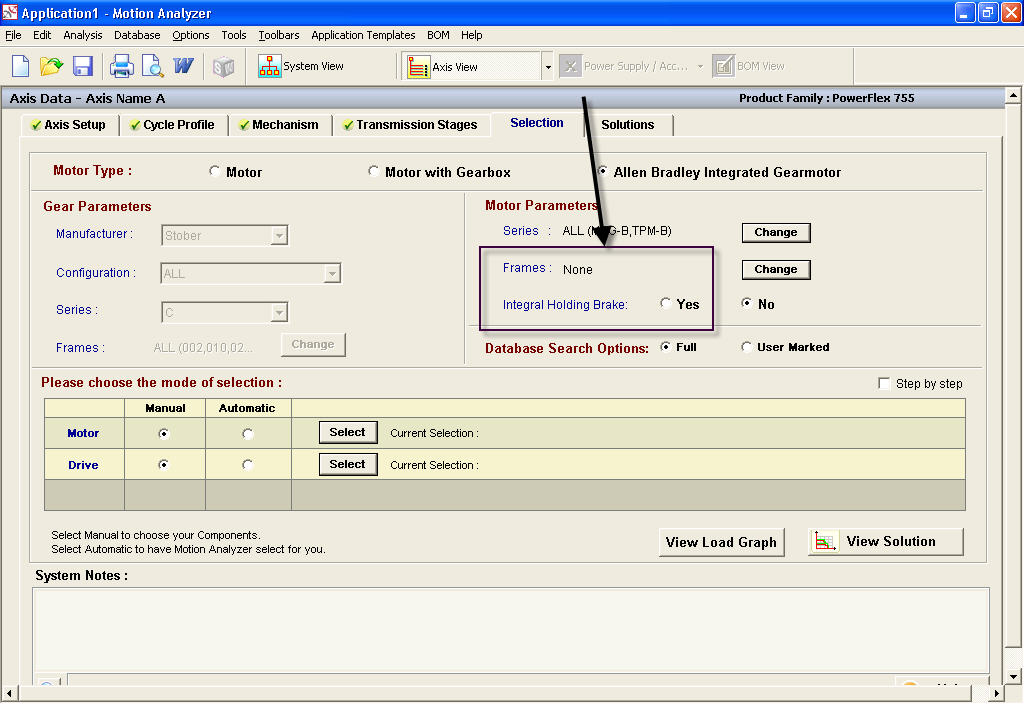 Application1 - Motion Analyzer
File Edit Analysis Database Options Tools Toolbars Application Templates BOM Help
System View Axis View Power Supply / Acc... BOM View
Axis Data - Axis Name A Product Family : PowerFlex 755
Axis Setup Cycle Profile Mechanism Transmission Stages Selection Solutions
Motor Type : Motor Motor with Gearbox Allen Bradley Integrated Gearmotor
Gear Parameters
Manufacturer : Stober
Configuration : ALL
Series : C
Frames : ALL (002,010,02... Change
Motor Parameters
Series : ALL -B,TPM-B) Change
Frames : None Change
Integral Holding Brake: Yes No
Database Search Options: Full User Marked
Please choose the mode of selection : Step by step
Manual Automatic
Motor Select Current Selection :
Drive Select Current Selection :
Select Manual to choose your Components.
Select Automatic to have Motion Analyzer select for you.
View Load Graph View Solution
System Notes :